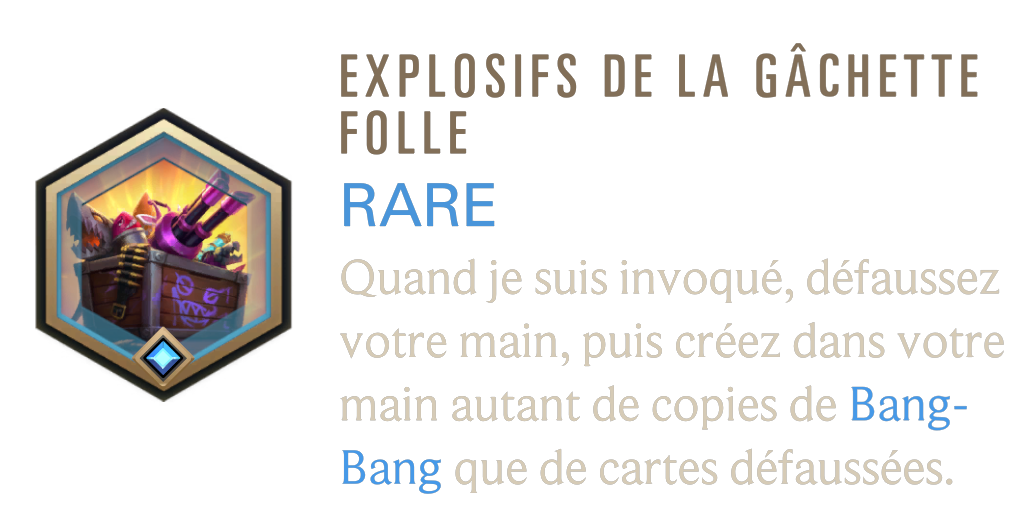 EXPLOSIFS DE LA GÂCHETTE
FOLLE
RARE
Quand je suis invoqué, défaussez
votre main, puis créez dans votre
main autant de copies de Bang-
Bang que de cartes défaussées.